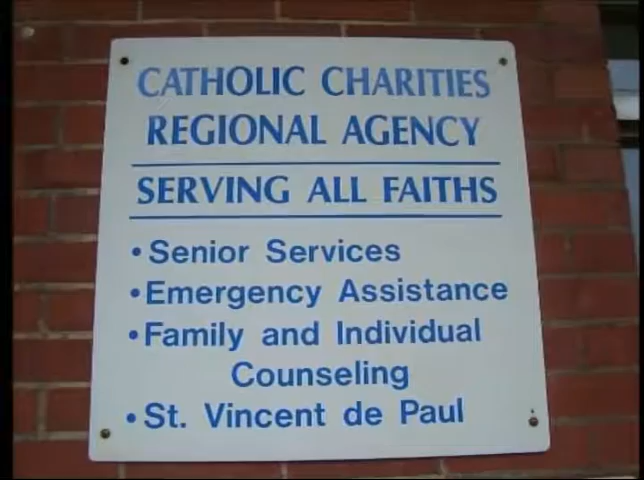 CATHOLIC CHARITIES
REGIONAL AGENCY
SERVING ALL FAITHS
• Senior Services
• Emergency Assistance
• Family and Individual
Counseling
• St. Vincent de Paul